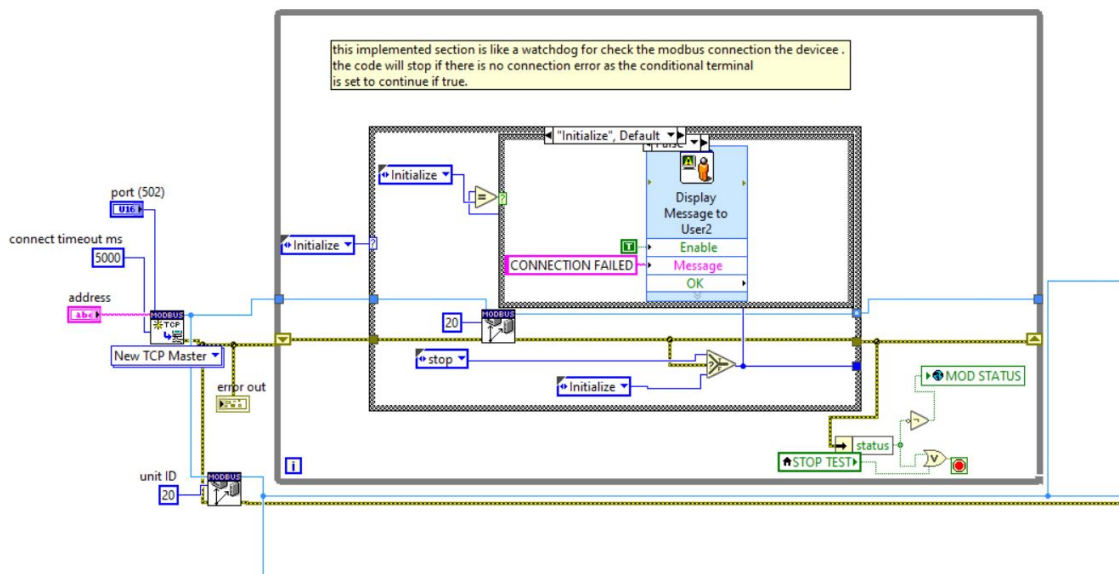 this implemented section is like a watchdog for check the modbus connection the devicee .
the code will stop if there is no connection error as the conditional terminal
is set to continue if true.
"Initialize", Default
False
Initialize
=
?
Display
Message to
User2
Enable
T
CONNECTION FAILED
Message
OK
port (502)
U16
connect timeout ms
5000
Initialize
?
address
abc
MODBUS
TCP
New TCP Master
error out
20
MODBUS
stop
?
T
F
Initialize
MOD STATUS
status
STOP TEST
V
i
unit ID
20
MODBUS